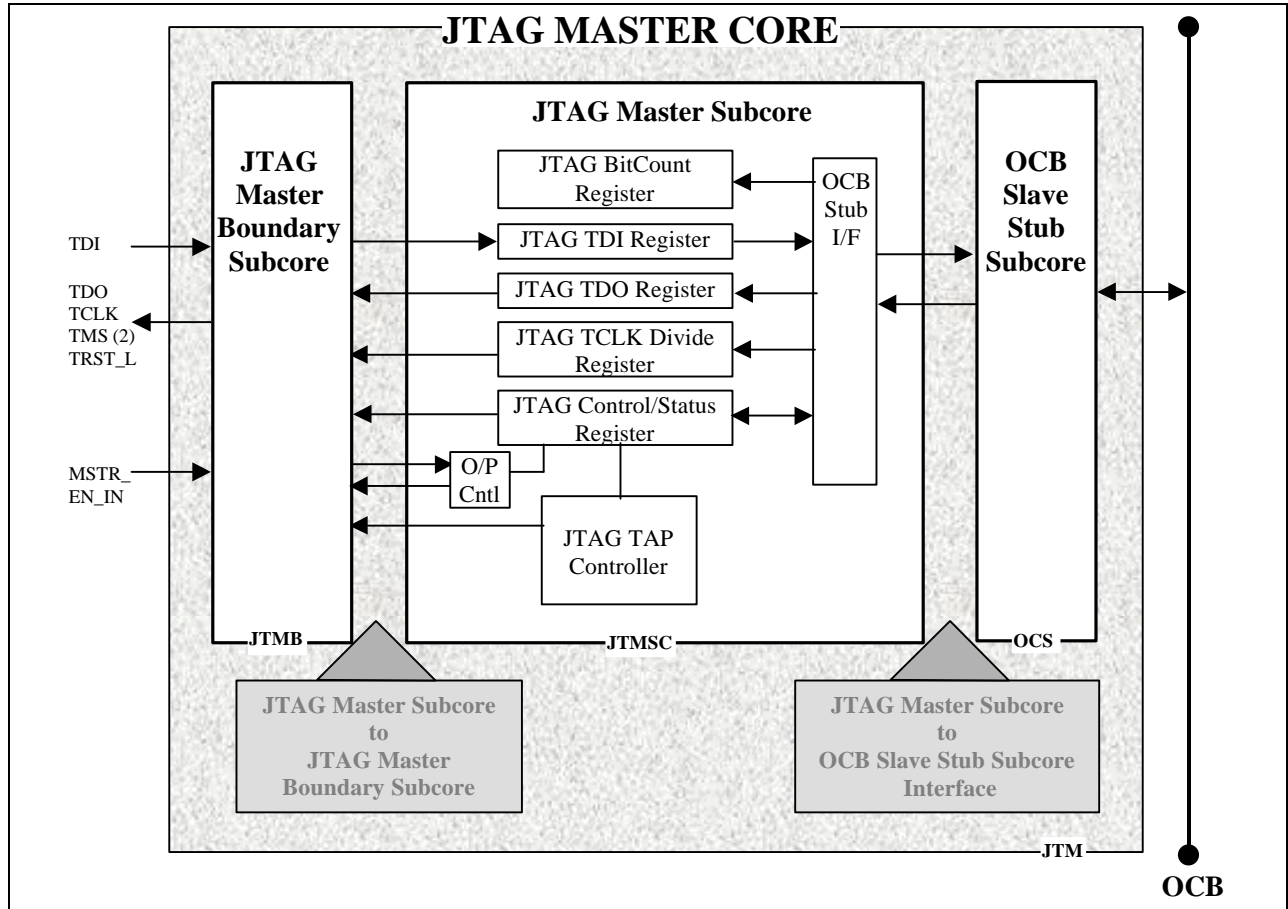 JTAG MASTER CORE
TDI
TDO
TCLK
TMS (2)
TRST_L
MSTR_
EN_IN
JTAG
Master
Boundary
Subcore
JTMB
JTAG Master Subcore
JTAG BitCount
Register
JTAG TDI Register
JTAG TDO Register
JTAG TCLK Divide
Register
JTAG Control/Status
Register
O/P
Cntl
JTAG TAP
Controller
OCB
Stub
I/F
JTMSC
OCB
Slave
Stub
Subcore
OCS
JTAG Master Subcore
to
JTAG Master
Boundary Subcore
JTAG Master Subcore
to
OCB Slave Stub Subcore
Interface
JTM
OCB